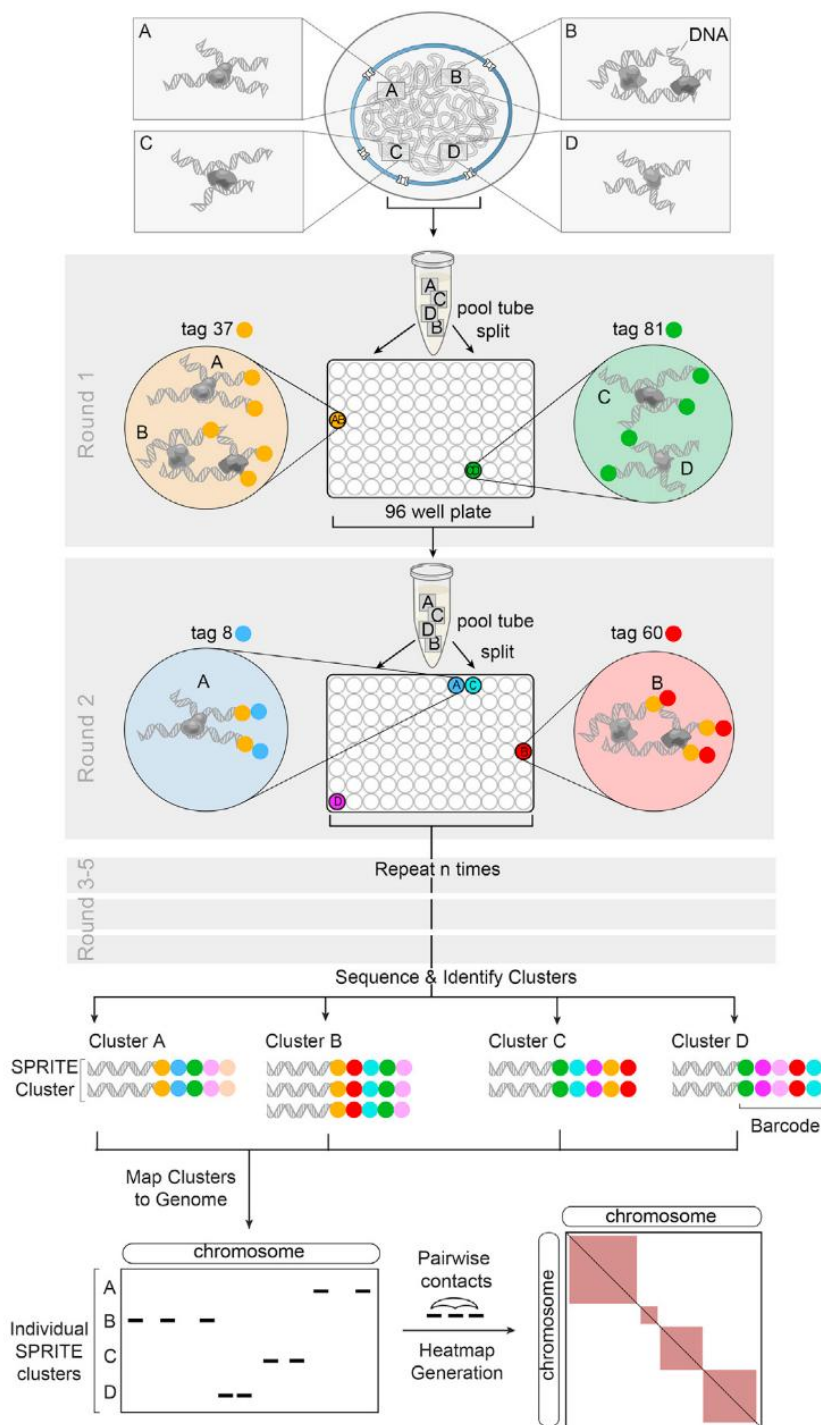 A
B
DNA
A
B
C
D
C
D
Round 1
A
C
D
B
pool tube
split
tag 37
A
B
tag 81
C
D
96 well plate
Round 2
A
C
D
B
pool tube
split
tag 8
A
A
C
B
D
tag 60
B
Round 3-5
Repeat n times
Sequence & Identify Clusters
Cluster A
Cluster B
Cluster C
Cluster D
SPRITE
Cluster
Barcode
Map Clusters
to Genome
chromosome
Individual
SPRITE
clusters
A
B
C
D
Pairwise
contacts
Heatmap
Generation
chromosome
chromosome